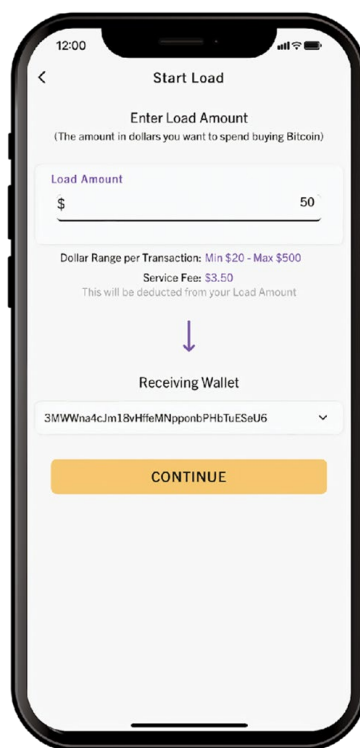 12:00
Start Load
Enter Load Amount
(The amount in dollars you want to spend buying Bitcoin)
Load Amount
$ 50
Dollar Range per Transaction: Min $20 - Max $500
Service Fee: $3.50
This will be deducted from your Load Amount
Receiving Wallet
3MWWna4cJm18vHffeMNpponbPHbTuESeU6
CONTINUE